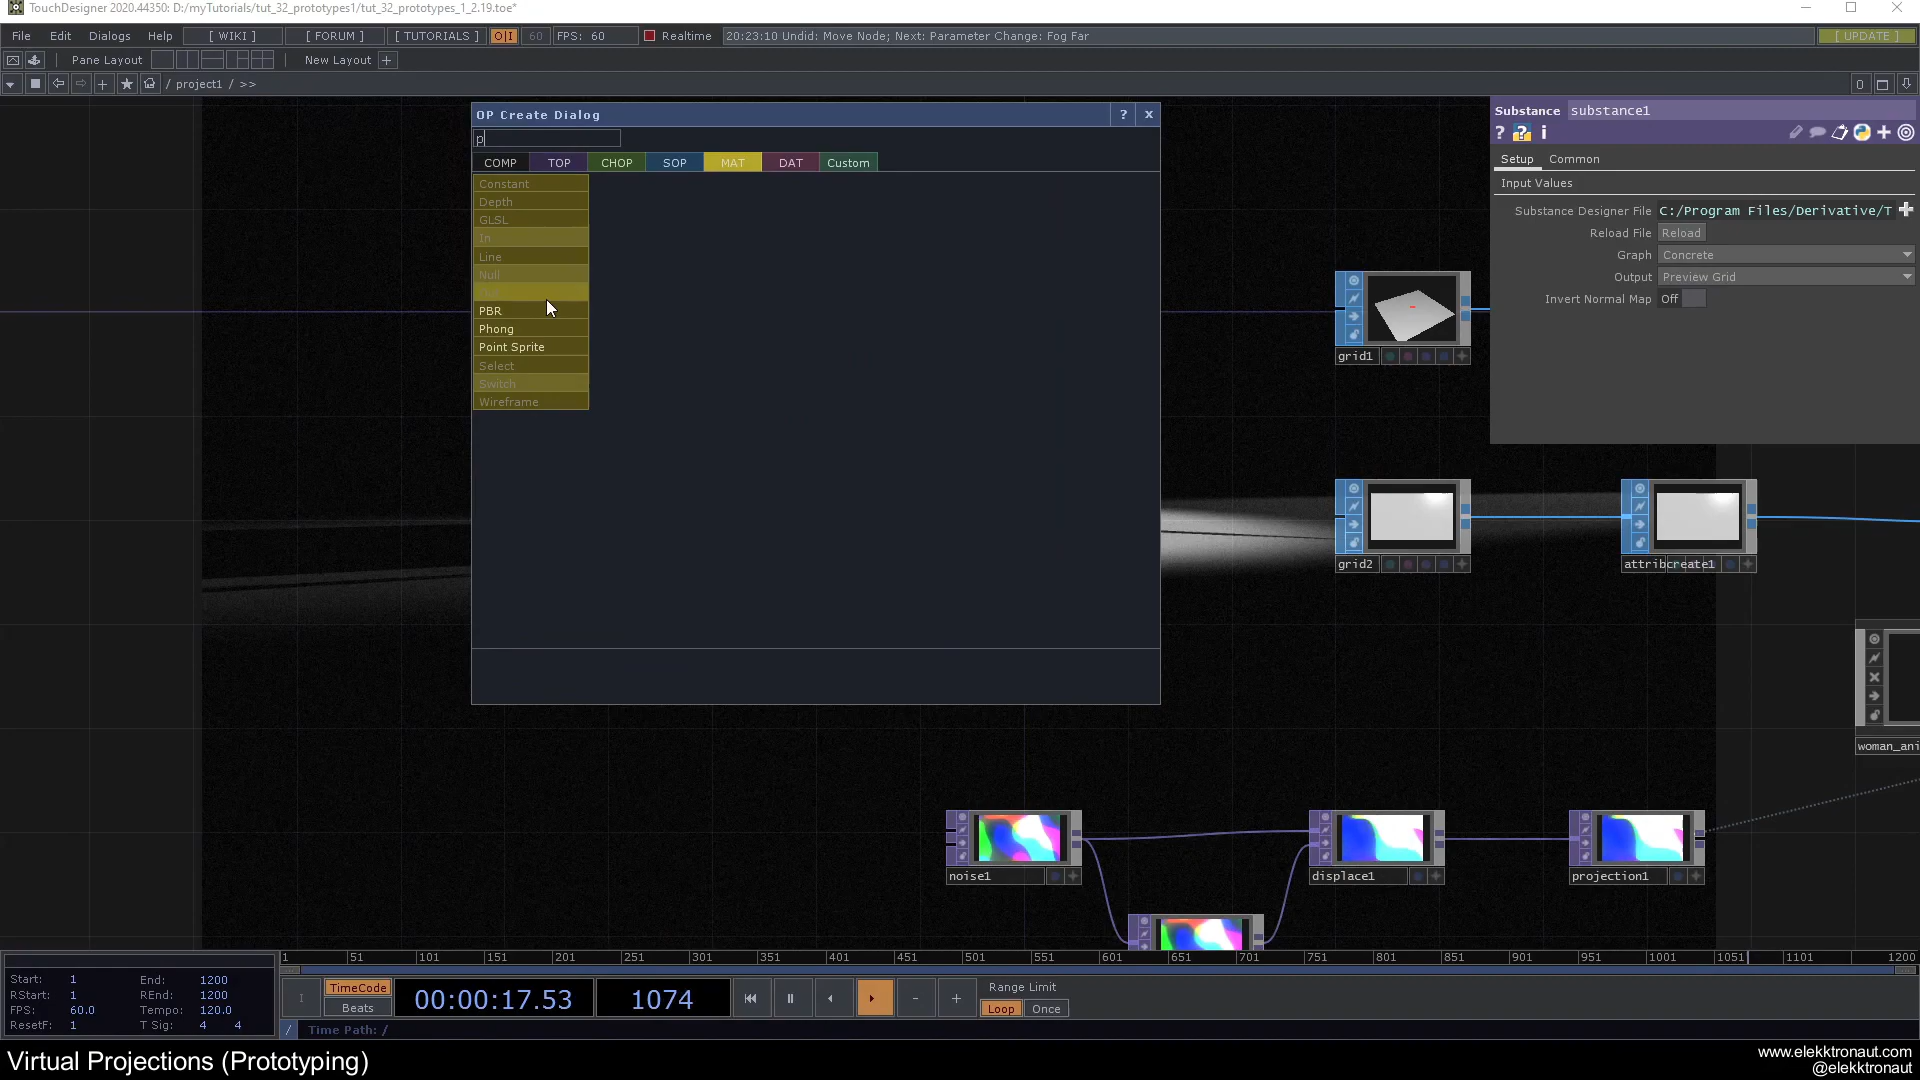 TouchDesigner 2020.44350: D:/myTutorials/tut_32_prototypes1/tut_32_prototypes_1_2.19.toe*
File Edit Dialogs Help [ WIKI ] [ FORUM ] [ TUTORIALS ] O|I 60 FPS: 60 Realtime 20:23:10 Undid: Move Node; Next: Parameter Change: Fog Far [ UPDATE ]
Pane Layout New Layout +
/ project1 / >> 0
OP Create Dialog ? x
p
COMP TOP CHOP SOP MAT DAT Custom
Constant
Depth
GLSL
In
Line
Null
PBR
Phong
Point Sprite
Select
Switch
Wireframe
Substance substance1
? ? i
Setup Common
Input Values
Substance Designer File C:/Program Files/Derivative/T
Reload File Reload
Graph Concrete
Output Preview Grid
Invert Normal Map Off
grid1
grid2
attribcreate1
woman_ani
noise1
displace1
projection1
1 51 101 151 201 251 301 351 401 451 501 551 601 651 701 751 801 851 901 951 1001 1051 1101 1200
Start: 1 End: 1200
RStart: 1 REnd: 1200
FPS: 60.0 Tempo: 120.0
ResetF: 1 T Sig: 4 4
TimeCode
Beats
00:00:17.53
1074
Range Limit
Loop Once
/ Time Path: /
Virtual Projections (Prototyping)
www.elekktronaut.com
@elekktronaut